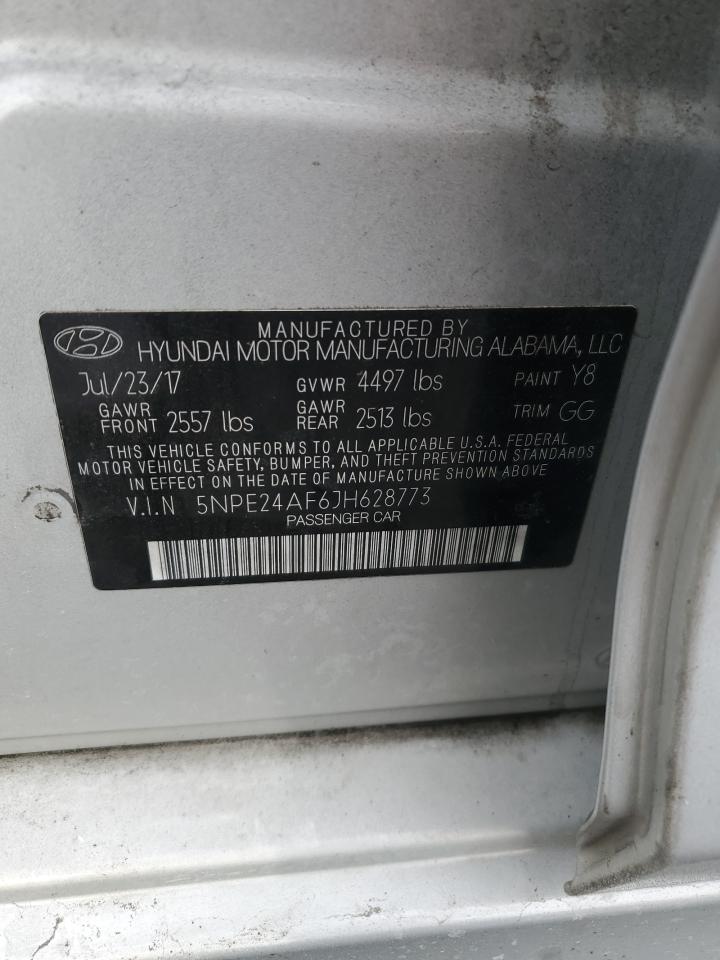 MANUFACTURED BY
HYUNDAI MOTOR MANUFACTURING ALABAMA, LLC
Jul/23/17 GVWR 4497 lbs PAINT Y8
GAWR FRONT 2557 lbs GAWR REAR 2513 lbs TRIM GG
THIS VEHICLE CONFORMS TO ALL APPLICABLE U.S.A. FEDERAL
MOTOR VEHICLE SAFETY, BUMPER, AND THEFT PREVENTION STANDARDS
IN EFFECT ON THE DATE OF MANUFACTURE SHOWN ABOVE
V.I.N 5NPE24AF6JH628773
PASSENGER CAR